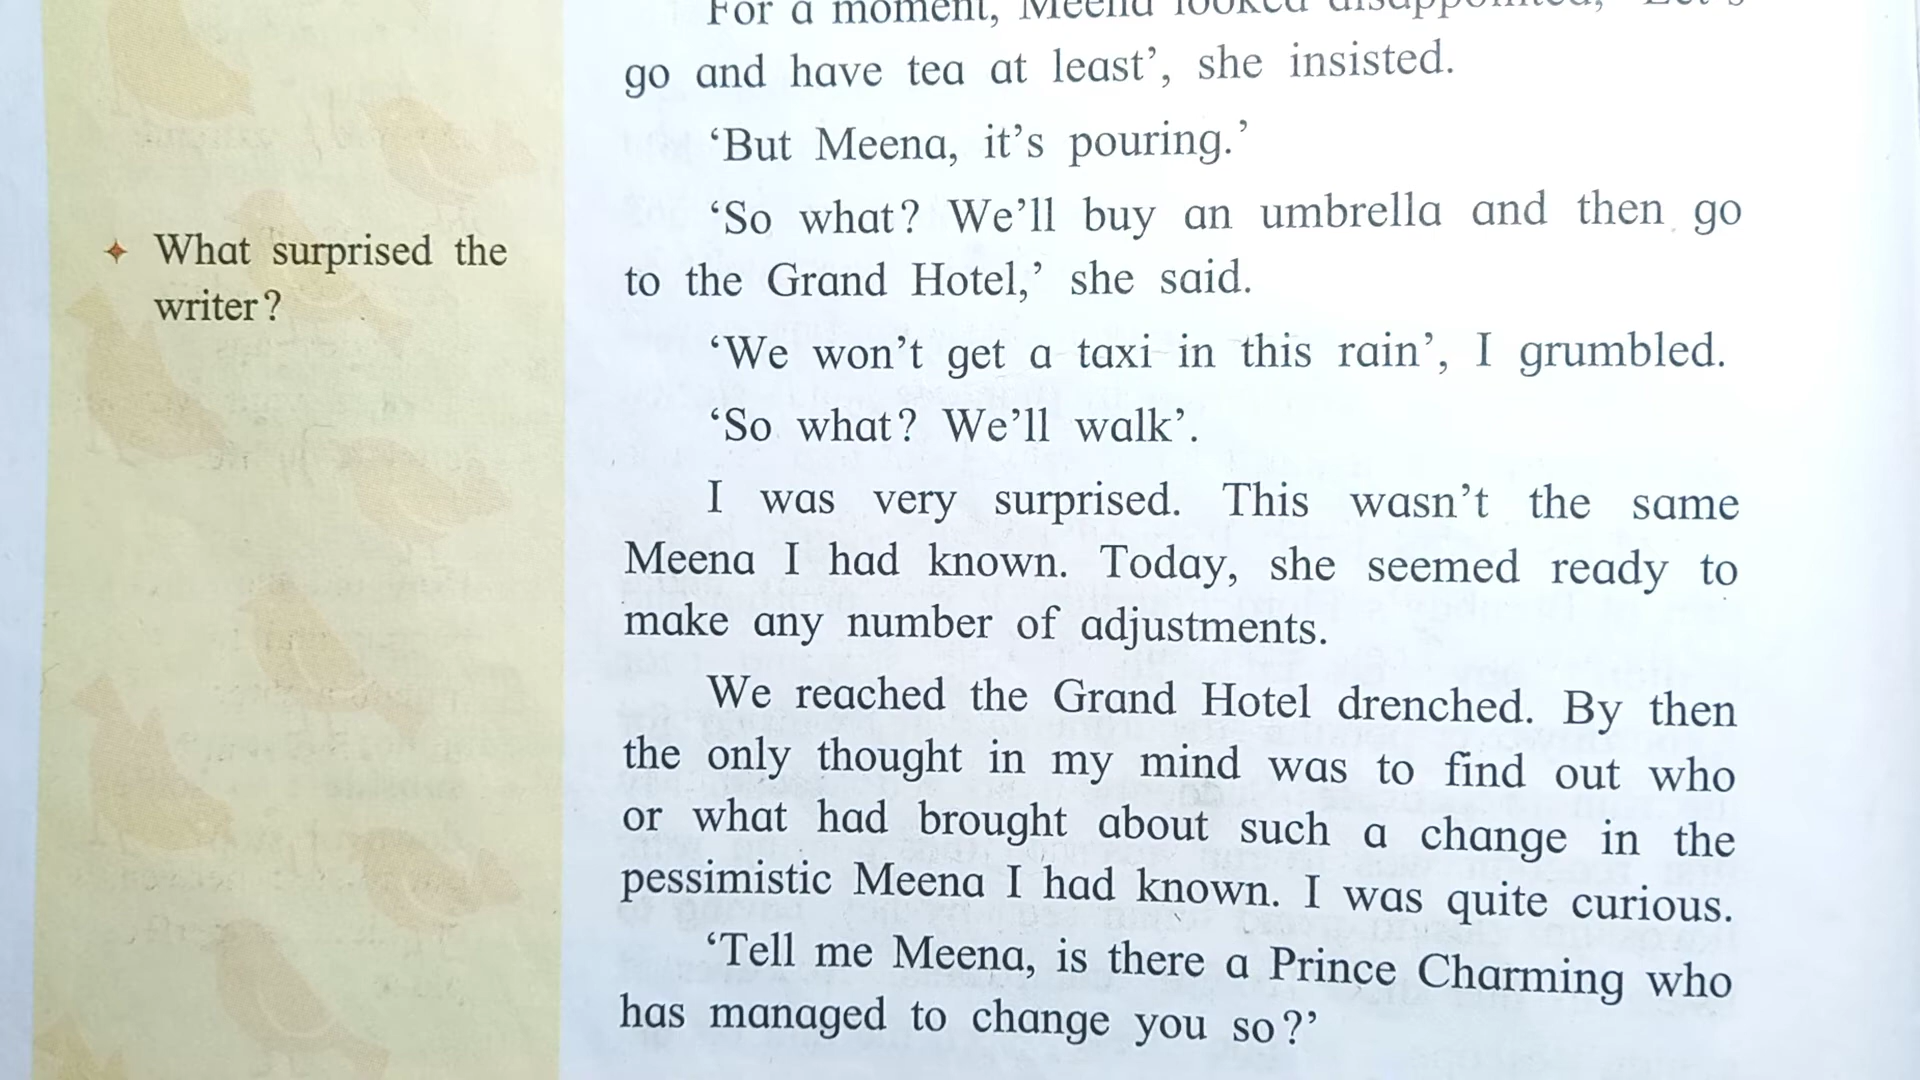 For a moment, Meena looked disappointed, 'Let's
go and have tea at least’, she insisted.
‘But Meena, it’s pouring.’
‘So what? We’ll buy an umbrella and then go
to the Grand Hotel,’ she said.
‘We won’t get a taxi in this rain’, I grumbled.
‘So what? We’ll walk’.
I was very surprised. This wasn’t the same
Meena I had known. Today, she seemed ready to
make any number of adjustments.
We reached the Grand Hotel drenched. By then
the only thought in my mind was to find out who
or what had brought about such a change in the
pessimistic Meena I had known. I was quite curious.
‘Tell me Meena, is there a Prince Charming who
has managed to change you so?’
✦ What surprised the
writer?